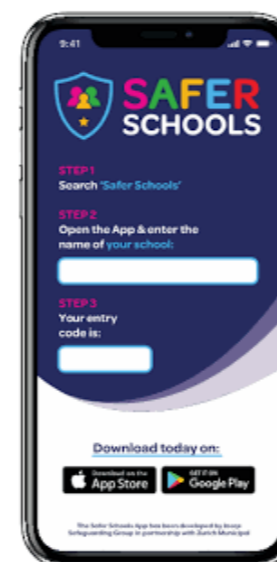 9:41
SAFER
SCHOOLS
STEP 1
Search 'Safer Schools'
STEP 2
Open the App & enter the
name of your school:
STEP 3
Your entry
code is:
Download today on:
Download on the
App Store
GET IT ON
Google Play
The Safer Schools App has been developed by Ineqe
Safeguarding Group in partnership with Zurich Municipal